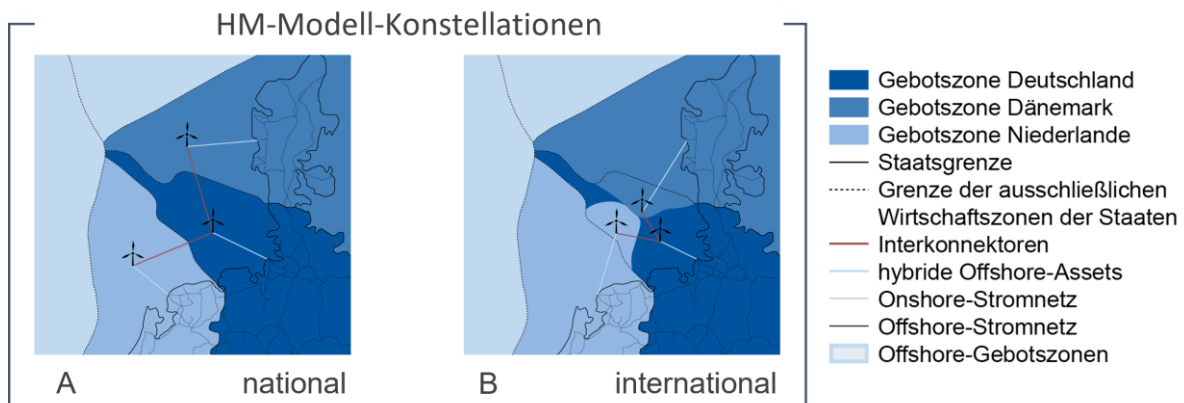 HM-Modell-Konstellationen
A
national
B
international
Gebotszone Deutschland
Gebotszone Dänemark
Gebotszone Niederlande
Staatsgrenze
Grenze der ausschließlichen
Wirtschaftszonen der Staaten
Interkonnektoren
hybride Offshore-Assets
Onshore-Stromnetz
Offshore-Stromnetz
Offshore-Gebotszonen